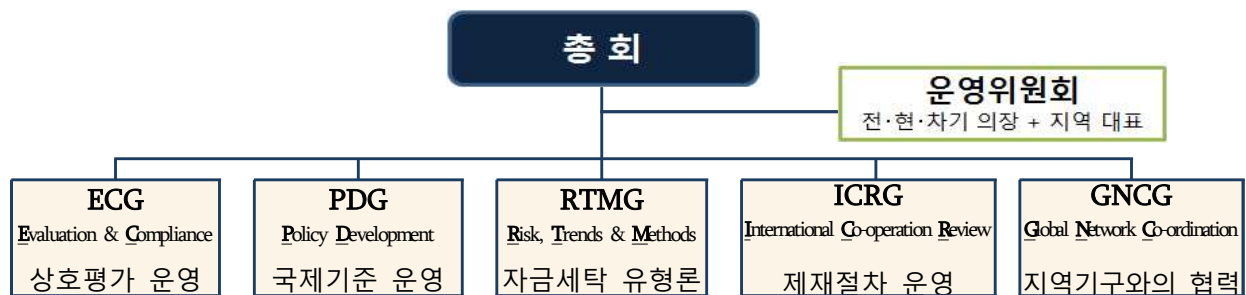 총 회
운영위원회
전·현·차기 의장 + 지역 대표
ECG
Evaluation & Compliance
상호평가 운영
PDG
Policy Development
국제기준 운영
RTMG
Risk, Trends & Methods
자금세탁 유형론
ICRG
International Co-operation Review
제재절차 운영
GNCG
Global Network Co-ordination
지역기구와의 협력